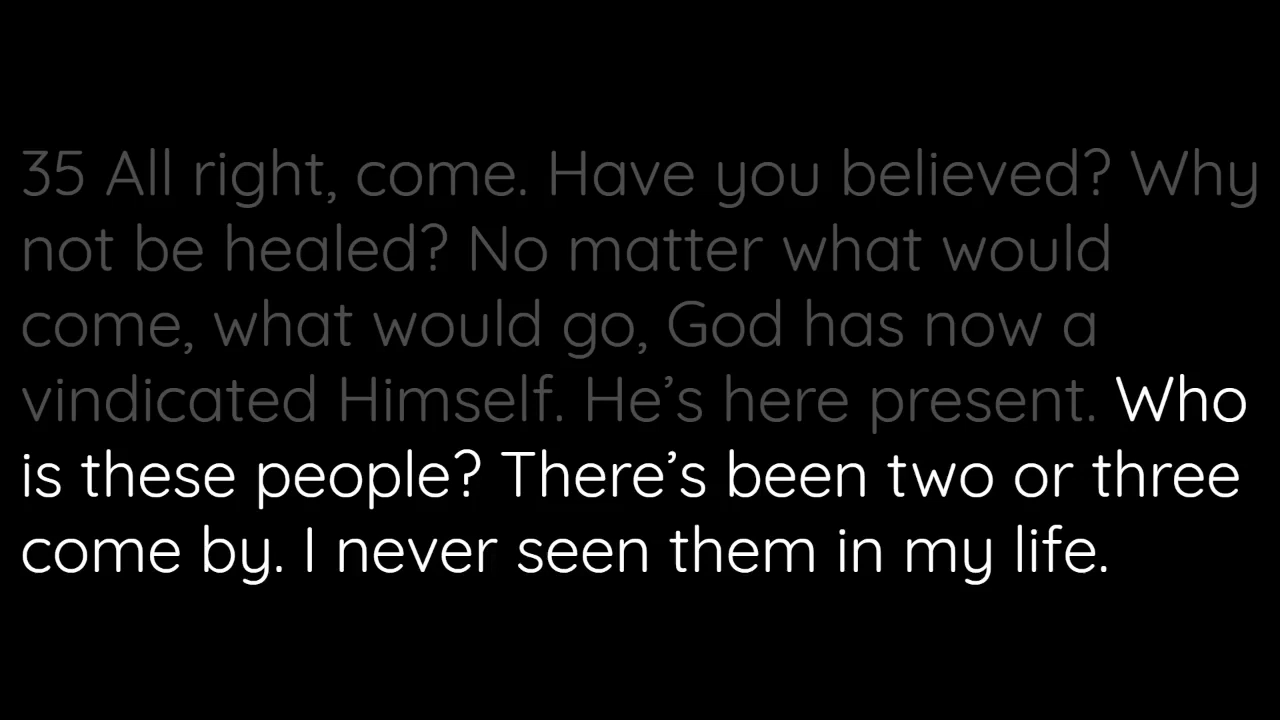 35 All right, come. Have you believed? Why
not be healed? No matter what would
come, what would go, God has now a
vindicated Himself. He’s here present. Who
is these people? There’s been two or three
come by. I never seen them in my life.